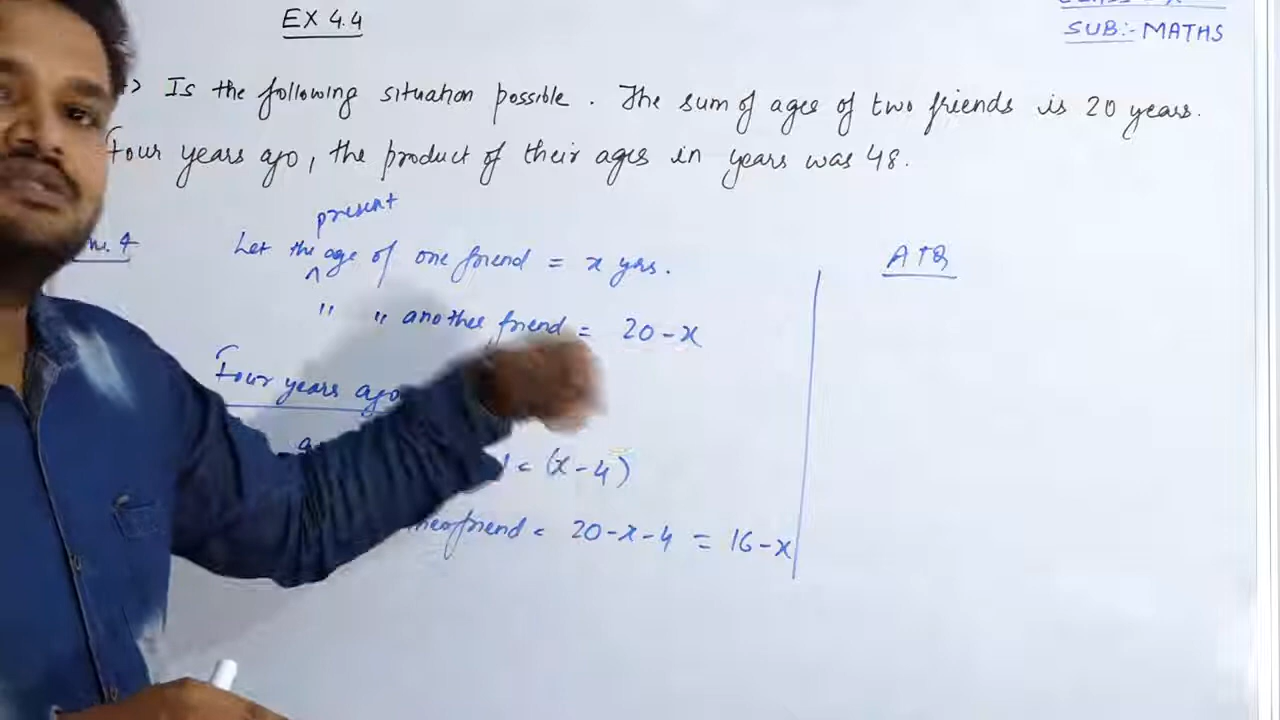 EX 4.4
SUB:- MATHS
Is the following situation possible. The sum of ages of two friends is 20 years.
Four years ago, the product of their ages in years was 48.
present
Let the ^ age of one friend = x yrs.
" " another friend = 20-x
Four years ago
= (x-4)
friend = 20-x-4 = 16-x
ATQ